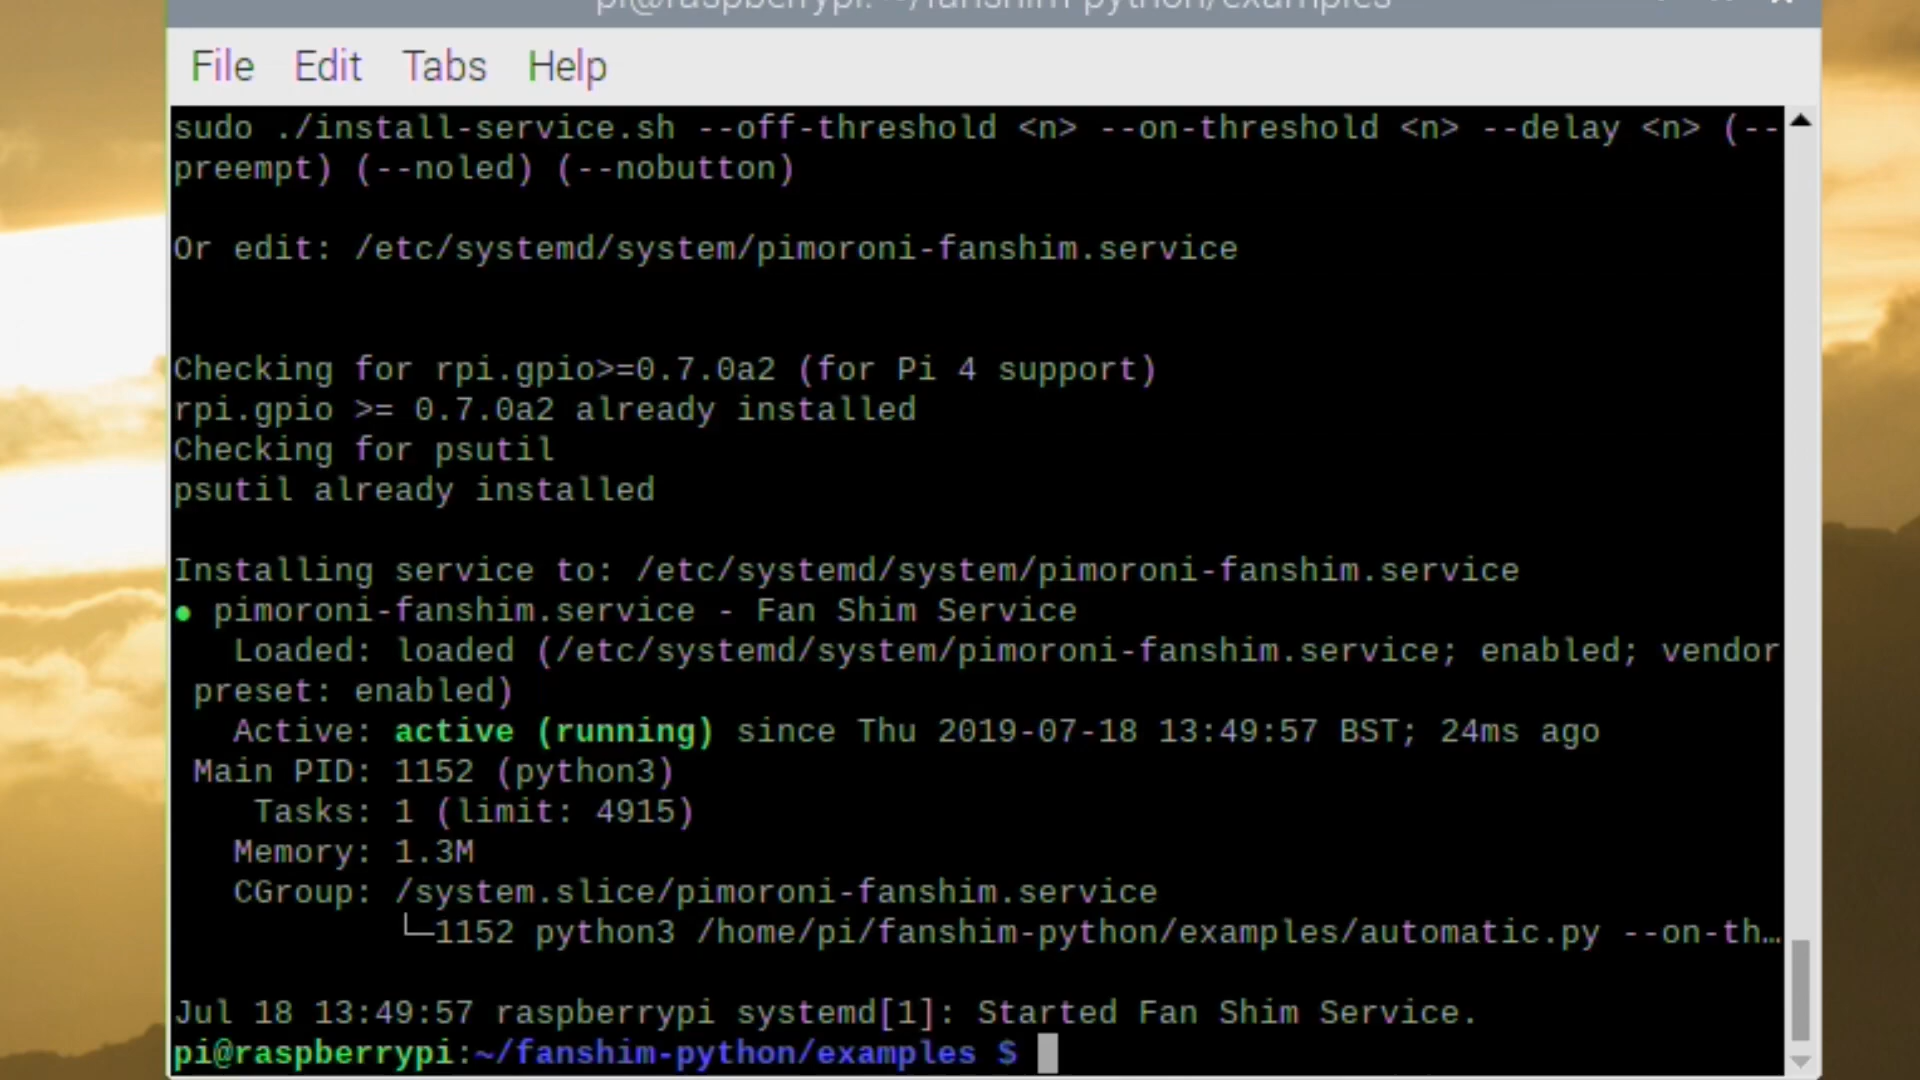 pi@raspberrypi: ~/fanshim-python/examples
File Edit Tabs Help
sudo ./install-service.sh --off-threshold <n> --on-threshold <n> --delay <n> (--
preempt) (--noled) (--nobutton)
Or edit: /etc/systemd/system/pimoroni-fanshim.service
Checking for rpi.gpio>=0.7.0a2 (for Pi 4 support)
rpi.gpio >= 0.7.0a2 already installed
Checking for psutil
psutil already installed
Installing service to: /etc/systemd/system/pimoroni-fanshim.service
● pimoroni-fanshim.service - Fan Shim Service
Loaded: loaded (/etc/systemd/system/pimoroni-fanshim.service; enabled; vendor
preset: enabled)
Active: active (running) since Thu 2019-07-18 13:49:57 BST; 24ms ago
Main PID: 1152 (python3)
Tasks: 1 (limit: 4915)
Memory: 1.3M
CGroup: /system.slice/pimoroni-fanshim.service
└─1152 python3 /home/pi/fanshim-python/examples/automatic.py --on-th…
Jul 18 13:49:57 raspberrypi systemd[1]: Started Fan Shim Service.
pi@raspberrypi:~/fanshim-python/examples $